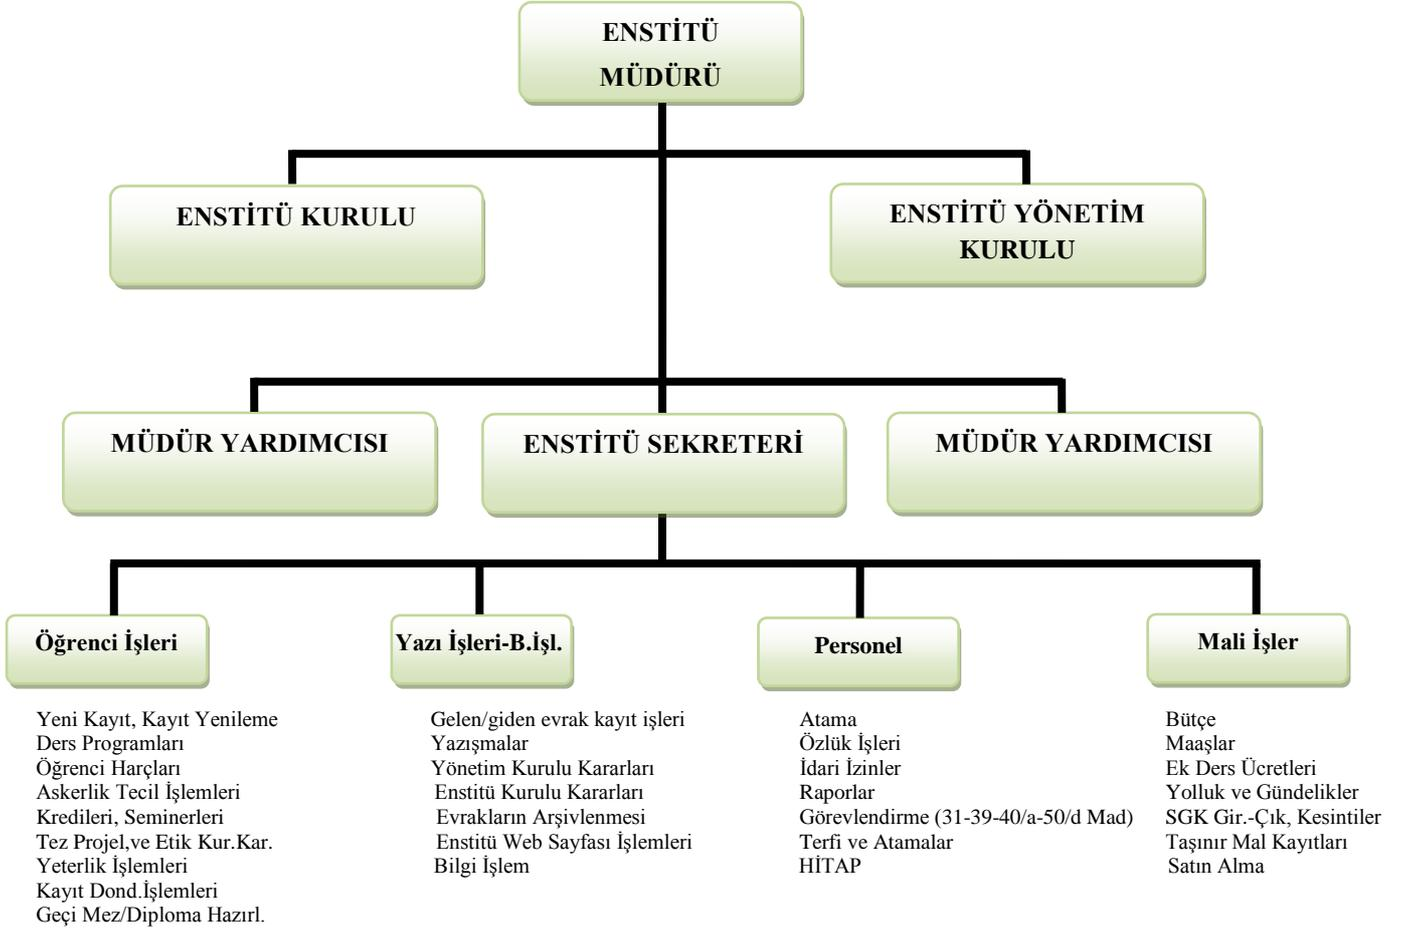 ENSTİTÜ
MÜDÜRÜ
ENSTİTÜ KURULU
ENSTİTÜ YÖNETİM
KURULU
MÜDÜR YARDIMCISI
ENSTİTÜ SEKRETERİ
MÜDÜR YARDIMCISI
Öğrenci İşleri
Yeni Kayıt, Kayıt Yenileme
Ders Programları
Öğrenci Harçları
Askerlik Tecil İşlemleri
Kredileri, Seminerleri
Tez Projel,ve Etik Kur.Kar.
Yeterlik İşlemleri
Kayıt Dond.İşlemleri
Geçi Mez/Diploma Hazırl.
Yazı İşleri-B.İşl.
Gelen/giden evrak kayıt işleri
Yazışmalar
Yönetim Kurulu Kararları
Enstitü Kurulu Kararları
Evrakların Arşivlenmesi
Enstitü Web Sayfası İşlemleri
Bilgi İşlem
Personel
Atama
Özlük İşleri
İdari İzinler
Raporlar
Görevlendirme (31-39-40/a-50/d Mad)
Terfi ve Atamalar
HİTAP
Mali İşler
Bütçe
Maaşlar
Ek Ders Ücretleri
Yolluk ve Gündelikler
SGK Gir.-Çık, Kesintiler
Taşınır Mal Kayıtları
Satın Alma